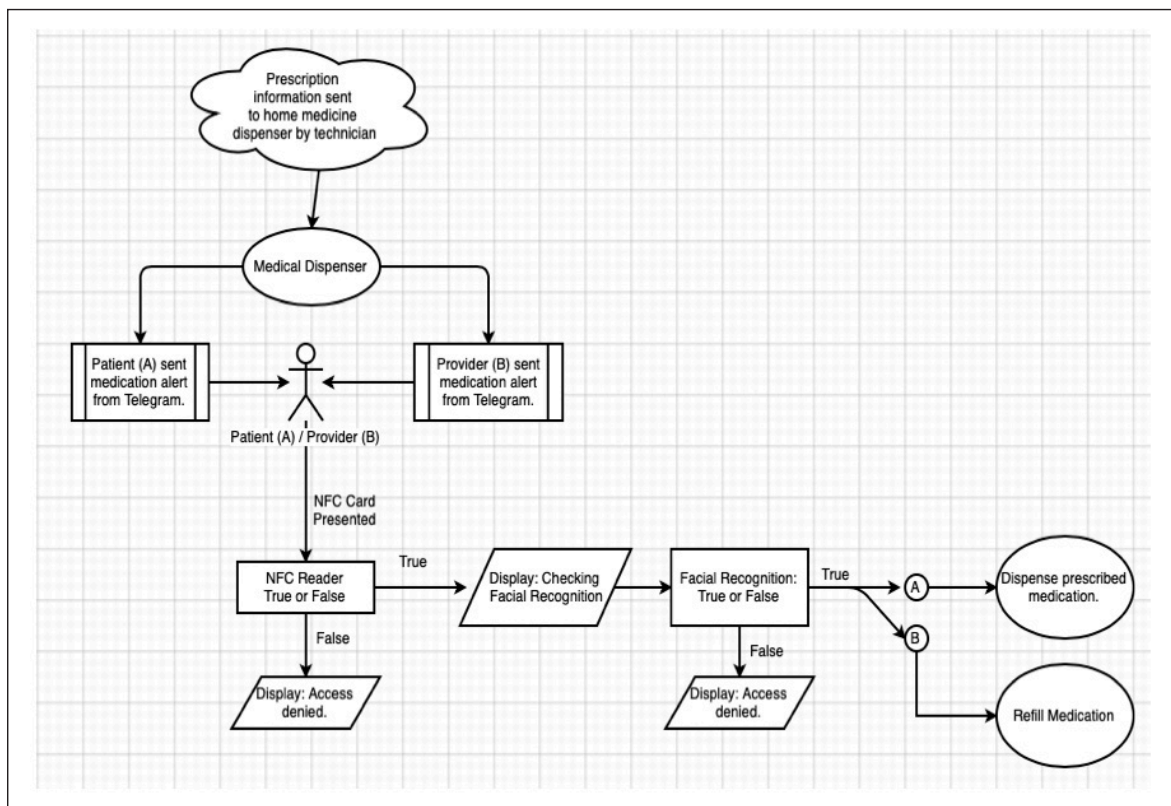 Prescription
information sent
to home medicine
dispenser by technician
Medical Dispenser
Patient (A) sent
medication alert
from Telegram.
Provider (B) sent
medication alert
from Telegram.
Patient (A) / Provider (B)
NFC Card
Presented
NFC Reader
True or False
True
Display: Checking
Facial Recognition
Facial Recognition:
True or False
True
A
Dispense prescribed
medication.
B
False
Display: Access
denied.
False
Display: Access
denied.
Refill Medication